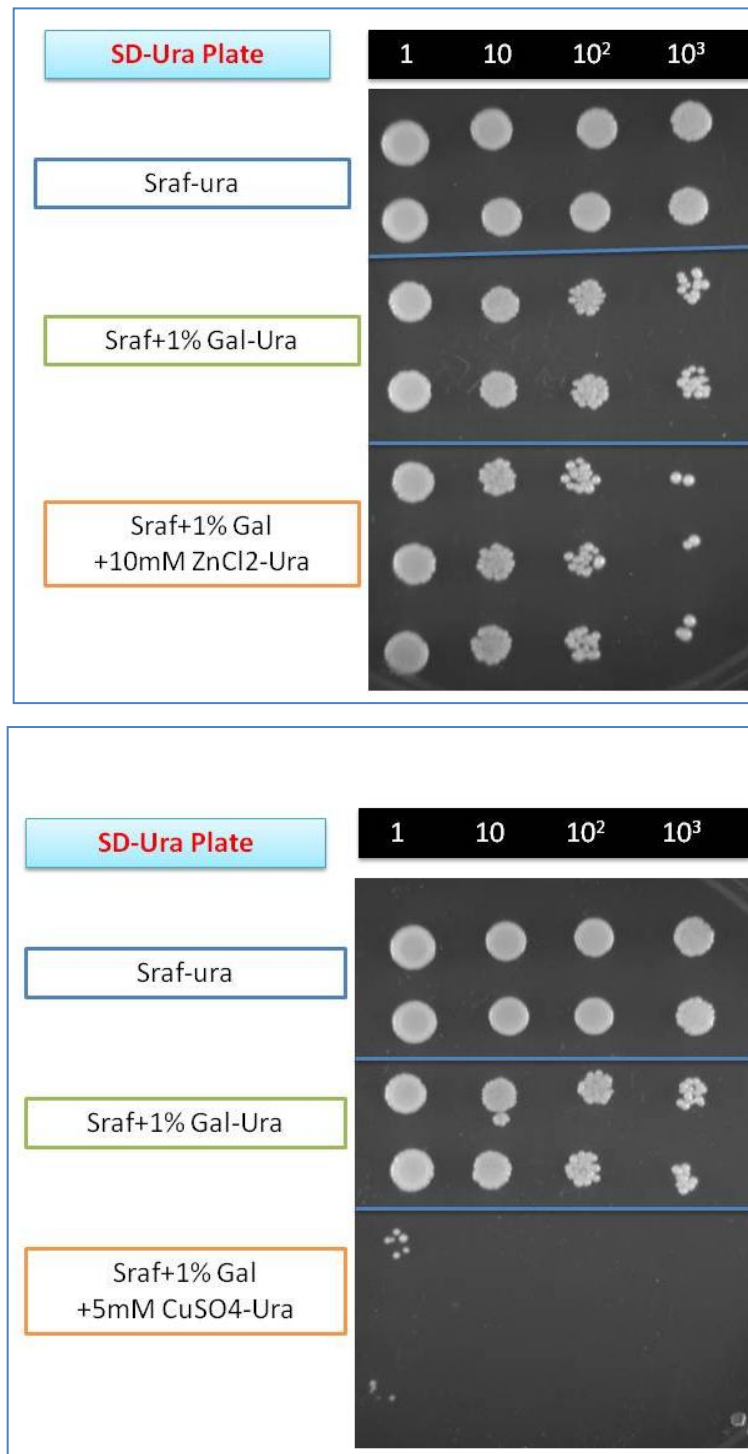 SD-Ura Plate 1 10 10² 10³
Sraf-ura
Sraf+1% Gal-Ura
Sraf+1% Gal
+10mM ZnCl2-Ura
SD-Ura Plate 1 10 10² 10³
Sraf-ura
Sraf+1% Gal-Ura
Sraf+1% Gal
+5mM CuSO4-Ura